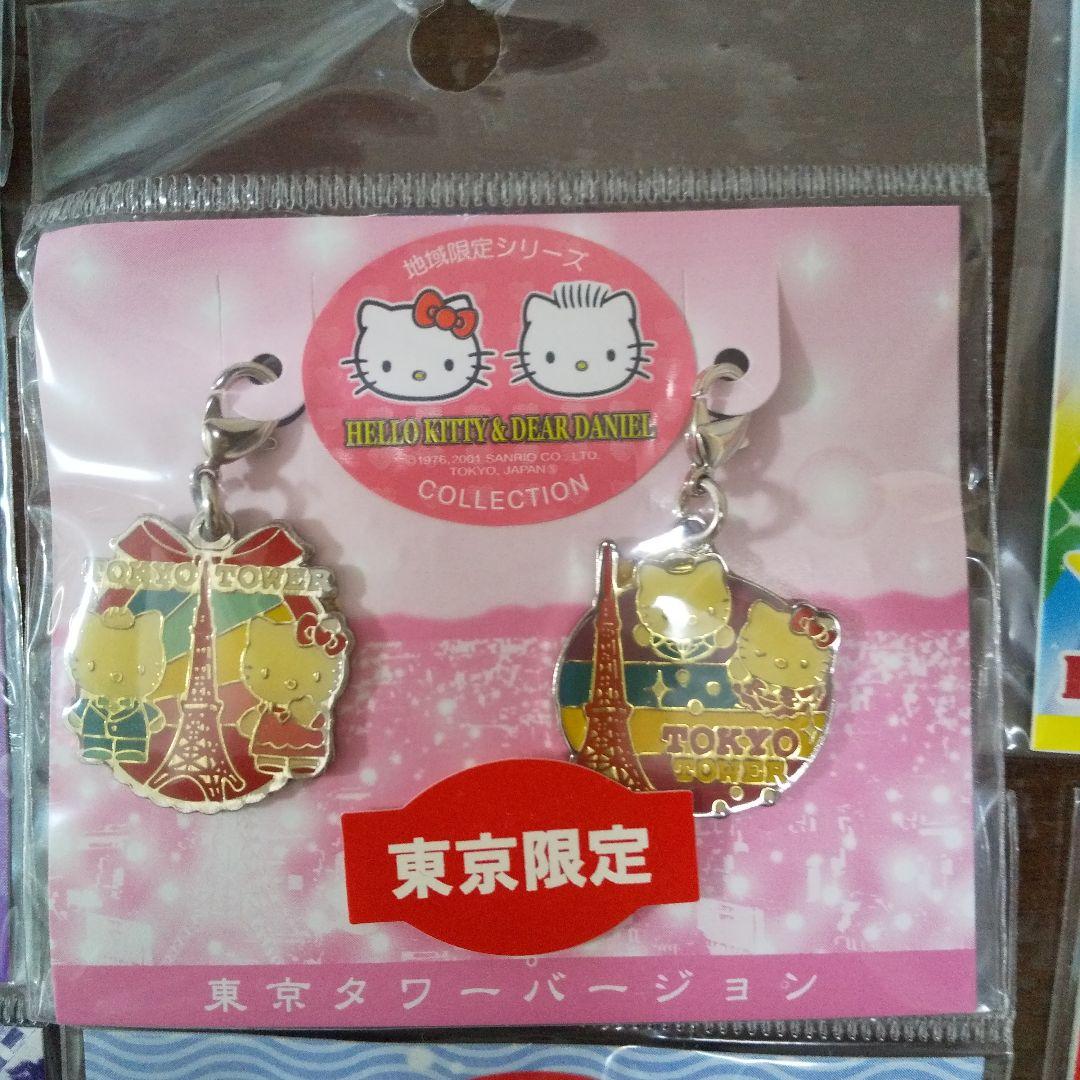 地域限定シリーズ
HELLO KITTY & DEAR DANIEL
©1976, 2001 SANRIO CO., LTD.
TOKYO, JAPAN Ⓢ
COLLECTION
TOKYO TOWER
TOKYO
TOWER
東京限定
東京タワーバージョン